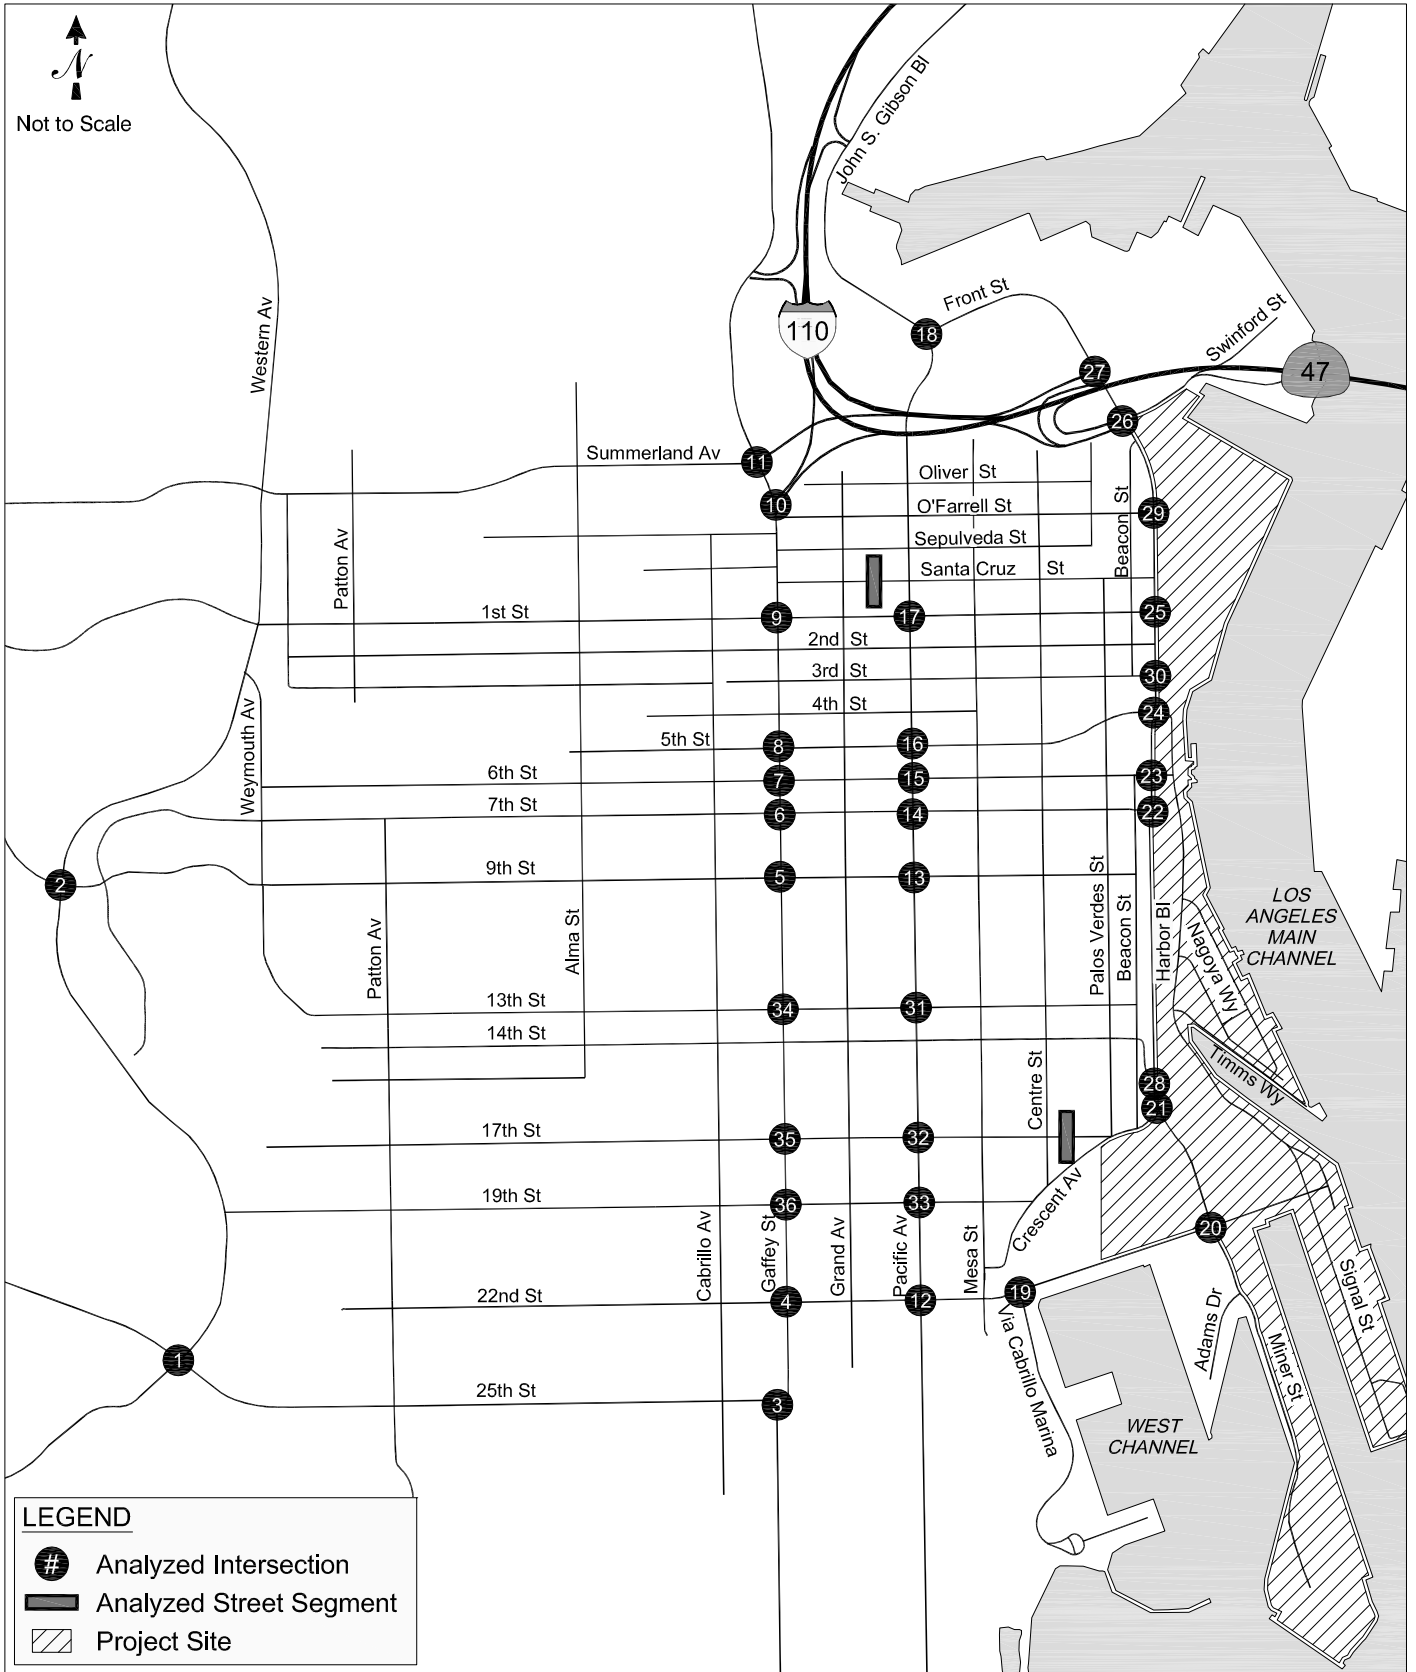 N
Not to Scale
John S. Gibson Bl
Western Av
110
18
Front St
Swinford St
27
47
26
Summerland Av
11
Oliver St
10
O'Farrell St
29
Beacon St
Patton Av
Sepulveda St
Santa Cruz St
1st St
9
17
25
2nd St
3rd St
30
4th St
24
Weymouth Av
5th St
8
16
6th St
7
15
23
7th St
6
14
22
9th St
5
13
2
Alma St
Patton Av
Palos Verdes St
Beacon St
Harbor Bl
Nagoya Wy
LOS
ANGELES
MAIN
CHANNEL
13th St
34
31
14th St
Timms Wy
Centre St
28
21
17th St
35
32
19th St
36
33
Crescent Av
20
Cabrillo Av
Gaffey St
Grand Av
Pacific Av
Mesa St
22nd St
4
12
19
Via Cabrillo Marina
Adams Dr
Miner St
Signal St
1
25th St
3
WEST
CHANNEL
LEGEND
# Analyzed Intersection
Analyzed Street Segment
Project Site